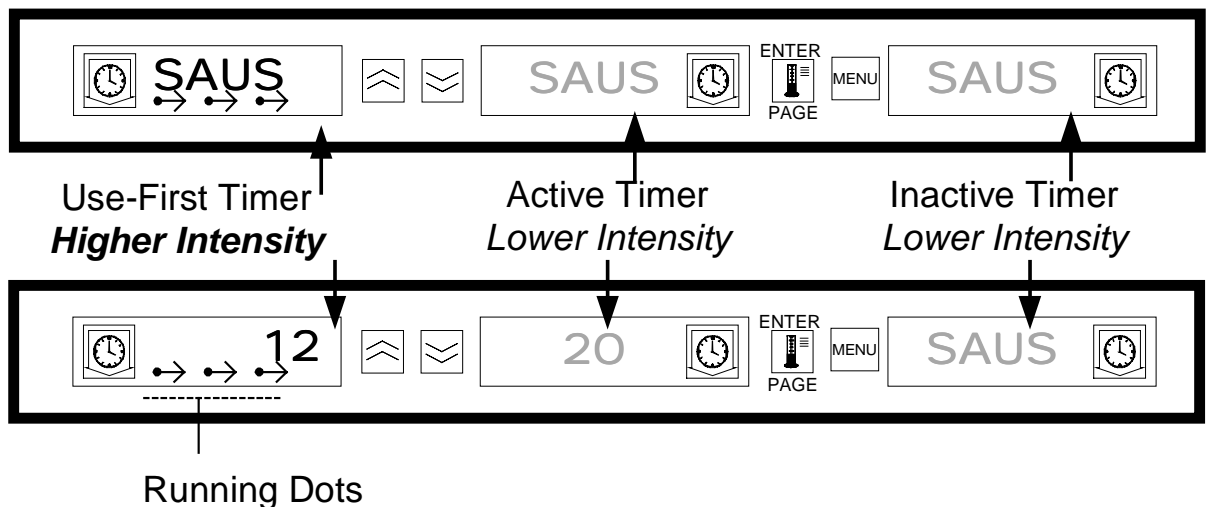 SAUS
SAUS
ENTER
PAGE
MENU
SAUS
Use-First Timer
Higher Intensity
Active Timer
Lower Intensity
Inactive Timer
Lower Intensity
12
20
ENTER
PAGE
MENU
SAUS
Running Dots